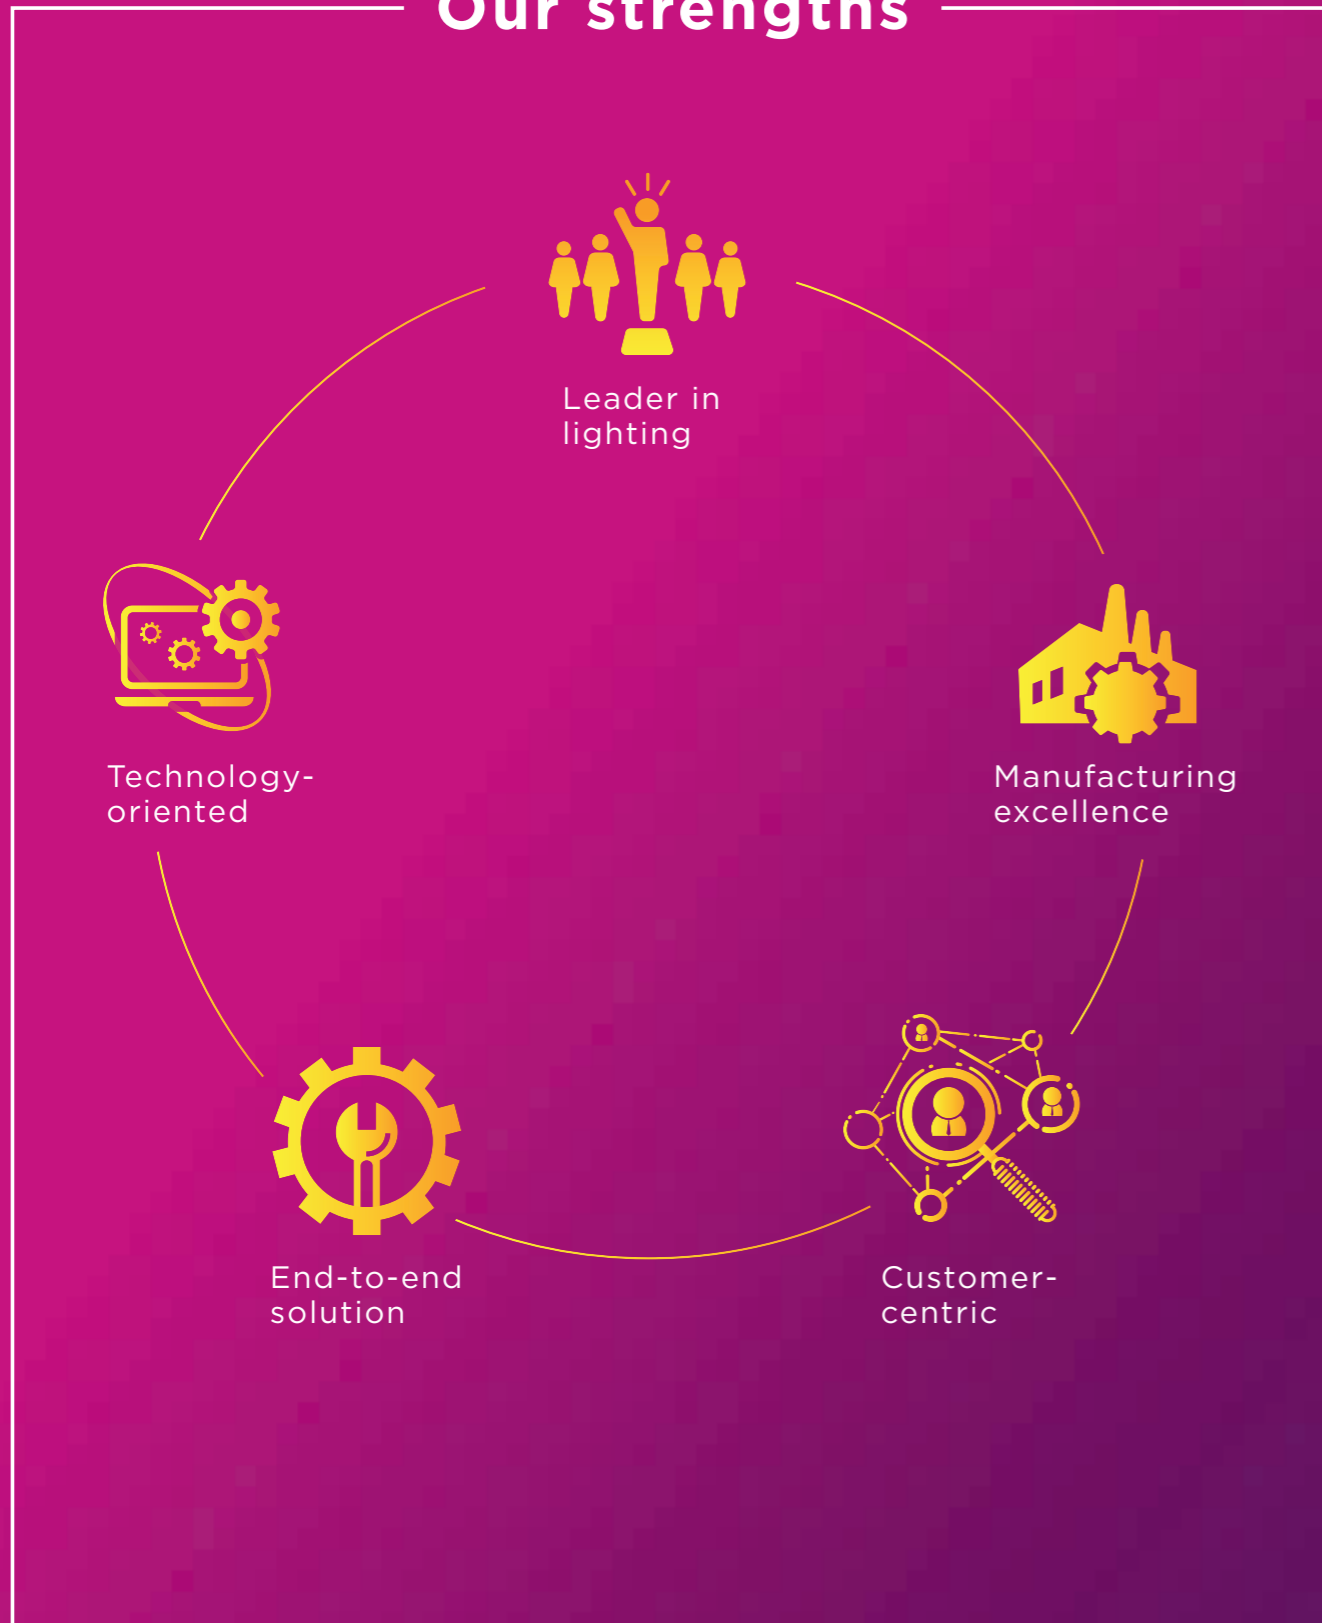 Our strengths
Leader in
lighting
Technology-
oriented
Manufacturing
excellence
End-to-end
solution
Customer-
centric